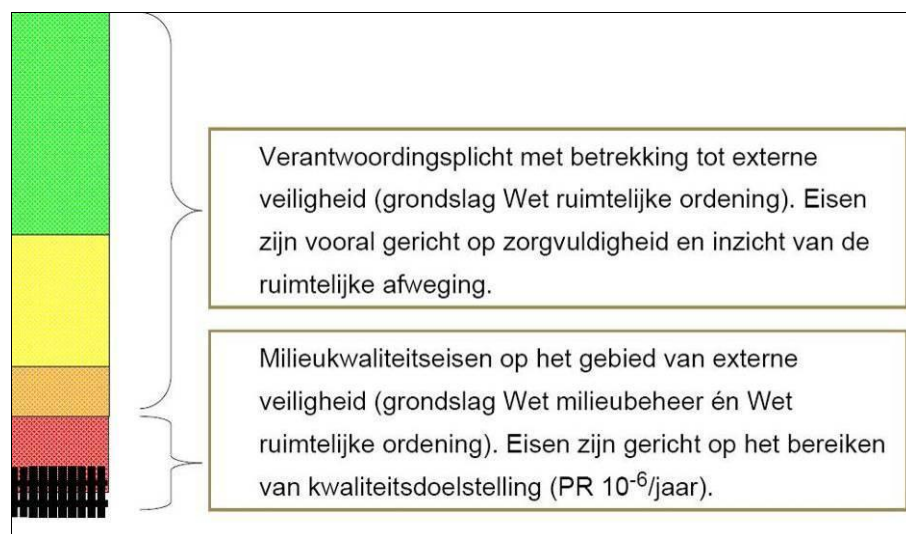 Verantwoordingsplicht met betrekking tot externe
veiligheid (grondslag Wet ruimtelijke ordening). Eisen
zijn vooral gericht op zorgvuldigheid en inzicht van de
ruimtelijke afweging.
Milieukwaliteitseisen op het gebied van externe
veiligheid (grondslag Wet milieubeheer én Wet
ruimtelijke ordening). Eisen zijn gericht op het bereiken
van kwaliteitsdoelstelling (PR 10⁻⁶/jaar).